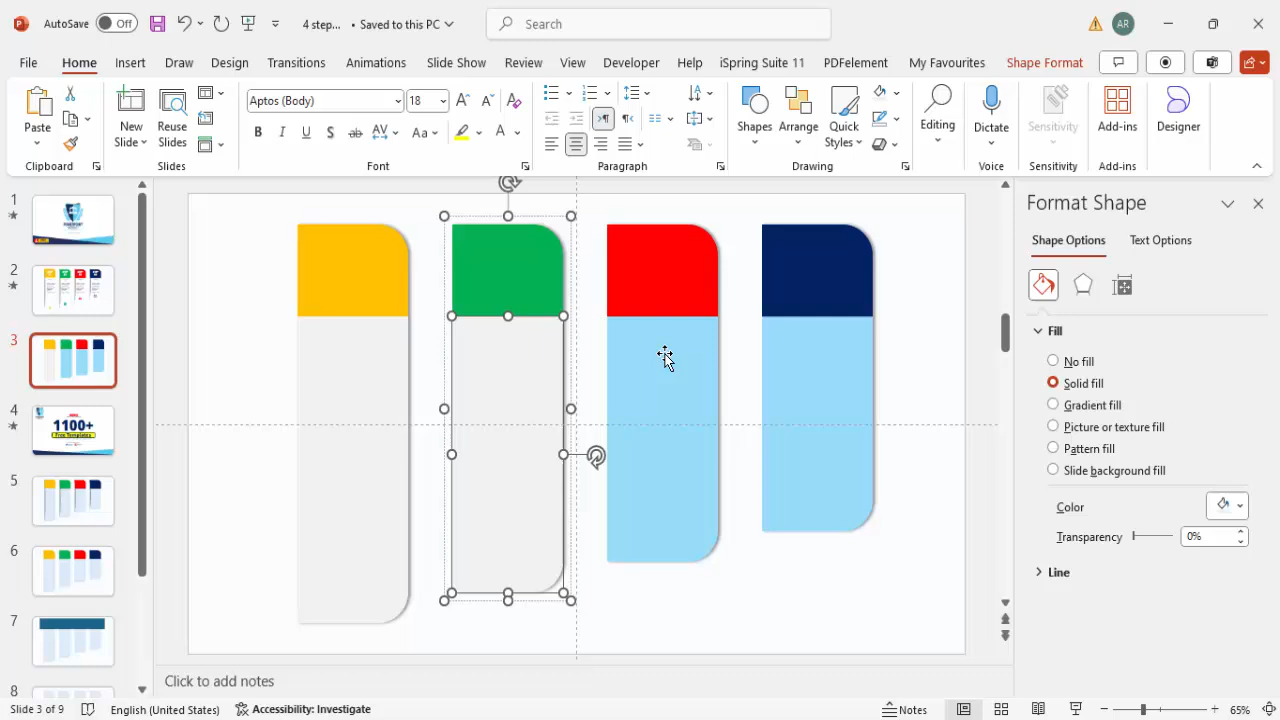 AutoSave Off 4 step... • Saved to this PC Search AR
File Home Insert Draw Design Transitions Animations Slide Show Review View Developer Help iSpring Suite 11 PDFelement My Favourites Shape Format
Paste New Slide Reuse Slides Aptos (Body) 18 Shapes Arrange Quick Styles Editing Dictate Sensitivity Add-ins Designer
B I U S ab AV Aa A
Clipboard Slides Font Paragraph Drawing Voice Sensitivity Add-ins
Format Shape
Shape Options Text Options
Fill
No fill
Solid fill
Gradient fill
Picture or texture fill
Pattern fill
Slide background fill
Color
Transparency 0%
Line
1
2
3
4
1100+
5
6
7
8
Click to add notes
Slide 3 of 9 English (United States) Accessibility: Investigate Notes 65%